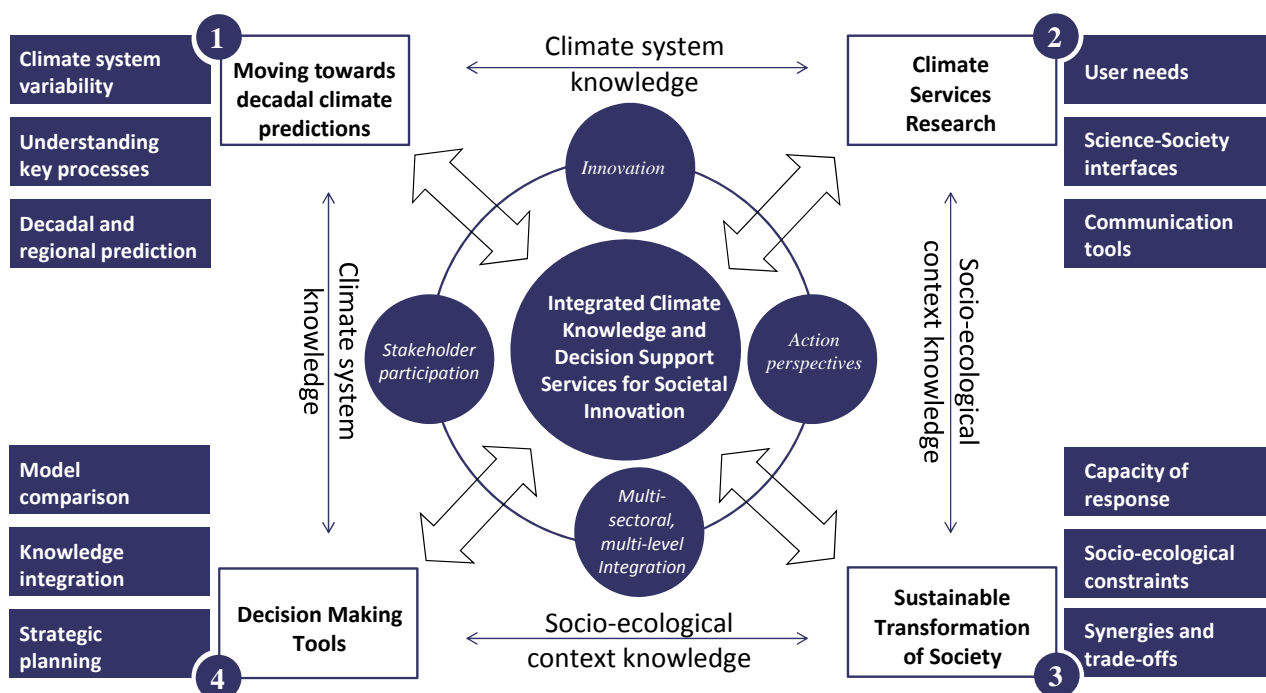 1
Moving towards
decadal climate
predictions
Climate system
variability
Understanding
key processes
Decadal and
regional prediction
Climate system
knowledge
2
Climate
Services
Research
User needs
Science-Society
interfaces
Communication
tools
Innovation
Climate system
knowledge
Stakeholder
participation
Integrated Climate
Knowledge and
Decision Support
Services for Societal
Innovation
Action
perspectives
Socio-ecological
context knowledge
Multi-
sectoral,
multi-level
Integration
Model
comparison
Knowledge
integration
Strategic
planning
4
Decision Making
Tools
Socio-ecological
context knowledge
Sustainable
Transformation
of Society
3
Capacity of
response
Socio-ecological
constraints
Synergies and
trade-offs